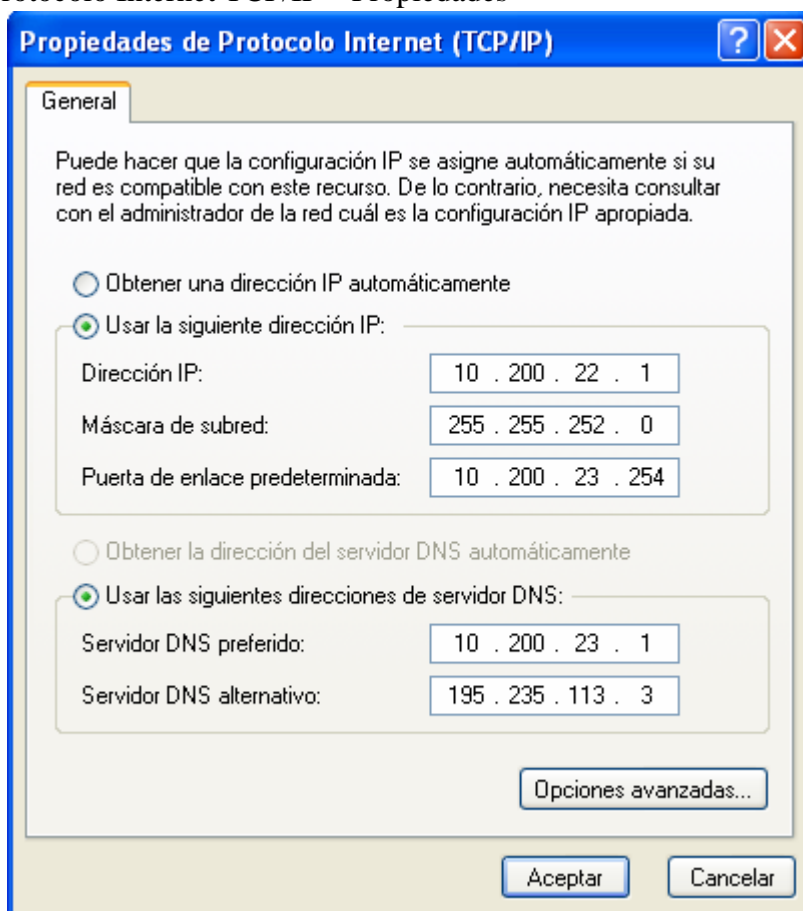 rotocolo Internet TCP/IP – Propiedades
Propiedades de Protocolo Internet (TCP/IP)
General
Puede hacer que la configuración IP se asigne automáticamente si su
red es compatible con este recurso. De lo contrario, necesita consultar
con el administrador de la red cuál es la configuración IP apropiada.
Obtener una dirección IP automáticamente
Usar la siguiente dirección IP:
Dirección IP: 10 . 200 . 22 . 1
Máscara de subred: 255 . 255 . 252 . 0
Puerta de enlace predeterminada: 10 . 200 . 23 . 254
Obtener la dirección del servidor DNS automáticamente
Usar las siguientes direcciones de servidor DNS:
Servidor DNS preferido: 10 . 200 . 23 . 1
Servidor DNS alternativo: 195 . 235 . 113 . 3
Opciones avanzadas...
Aceptar Cancelar